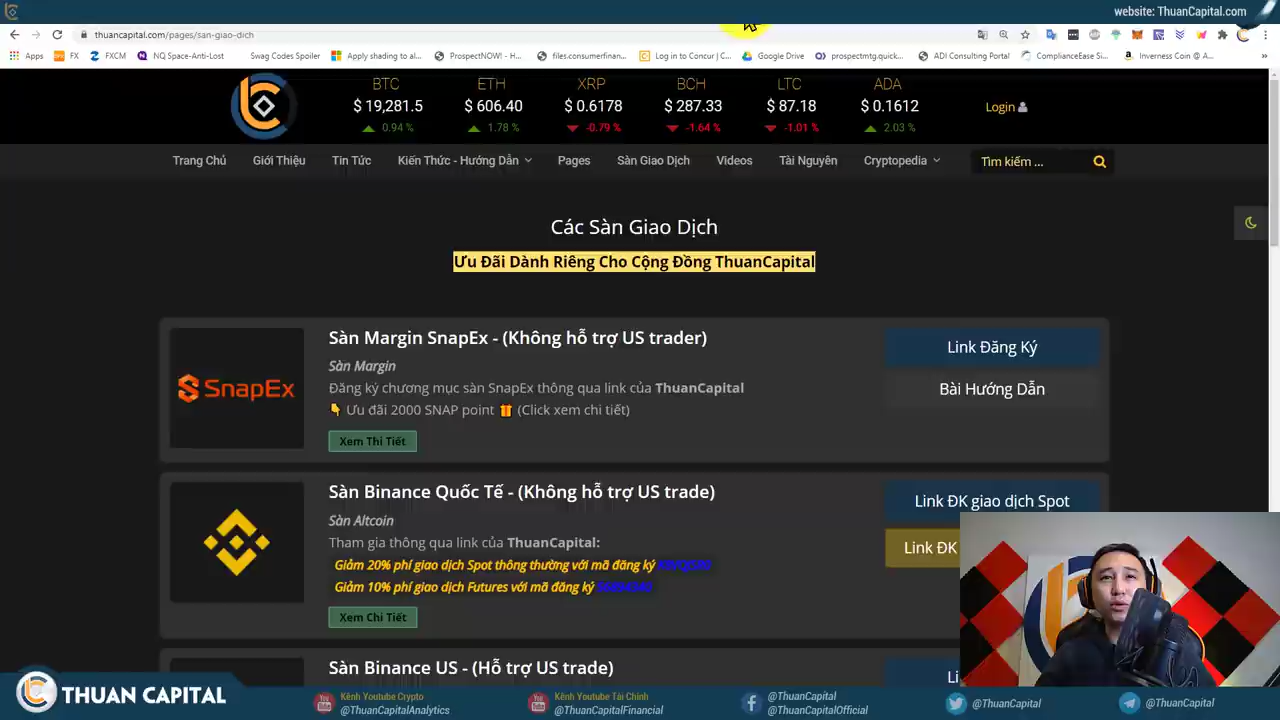 website: ThuanCapital.com
thuancapital.com/pages/san-giao-dich
Apps
FX
FXCM
NQ Space-Anti-Lost
Swag Codes Spoiler
Apply shading to al...
ProspectNOW! - H...
files.consumerfinan...
Log in to Concur | C...
Google Drive
prospectmtg.quick...
ADI Consulting Portal
ComplianceEase Si...
Inverness Coin @ A...
BTC ETH XRP BCH LTC ADA
$ 19,281.5 $ 606.40 $ 0.6178 $ 287.33 $ 87.18 $ 0.1612
0.94 % 1.78 % -0.79 % -1.64 % -1.01 % 2.03 %
Login
Trang Chủ Giới Thiệu Tin Tức Kiến Thức - Hướng Dẫn Pages Sàn Giao Dịch Videos Tài Nguyên Cryptopedia Tìm kiếm ...
Các Sàn Giao Dịch
Ưu Đãi Dành Riêng Cho Cộng Đồng ThuanCapital
SnapEx
Sàn Margin SnapEx - (Không hỗ trợ US trader)
Sàn Margin
Đăng ký chương mục sàn SnapEx thông qua link của ThuanCapital
Ưu đãi 2000 SNAP point (Click xem chi tiết)
Xem Thi Tiết
Link Đăng Ký
Bài Hướng Dẫn
Sàn Binance Quốc Tế - (Không hỗ trợ US trade)
Sàn Altcoin
Tham gia thông qua link của ThuanCapital:
Giảm 20% phí giao dịch Spot thông thường với mã đăng ký
Giảm 10% phí giao dịch Futures với mã đăng ký
Xem Chi Tiết
Link ĐK giao dịch Spot
Link ĐK
Sàn Binance US - (Hỗ trợ US trade)
THUAN CAPITAL
Kênh Youtube Crypto
@ThuanCapitalAnalytics
Kênh Youtube Tài Chính
@ThuanCapitalFinancial
@ThuanCapital
@ThuanCapitalOfficial
@ThuanCapital
@ThuanCapital